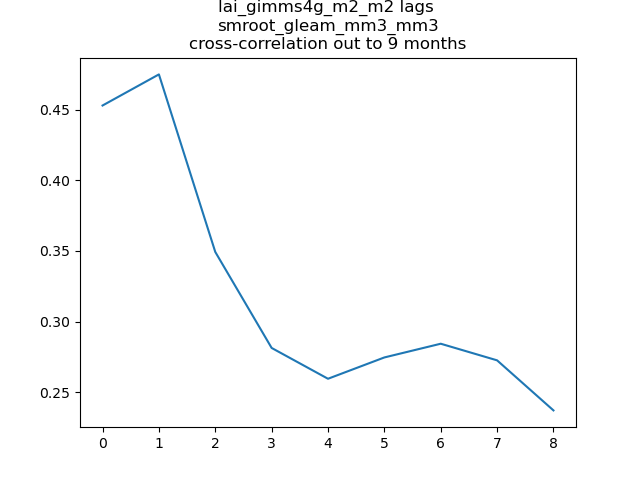 lai_gimms4g_m2_m2 lags
smroot_gleam_mm3_mm3
cross-correlation out to 9 months
0.45
0.40
0.35
0.30
0.25
0 1 2 3 4 5 6 7 8